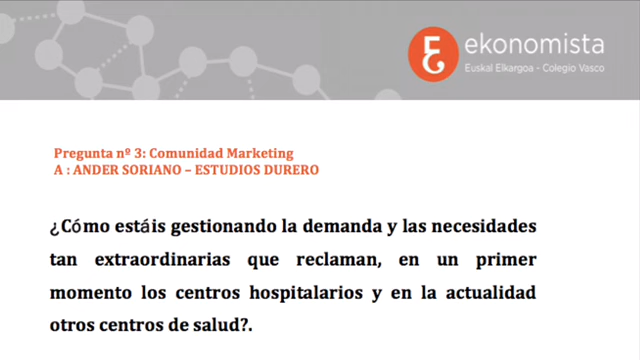 ekonomista
Euskal Elkargoa - Colegio Vasco
Pregunta nº 3: Comunidad Marketing
A : ANDER SORIANO – ESTUDIOS DURERO
¿Cómo estáis gestionando la demanda y las necesidades
tan extraordinarias que reclaman, en un primer
momento los centros hospitalarios y en la actualidad
otros centros de salud?.